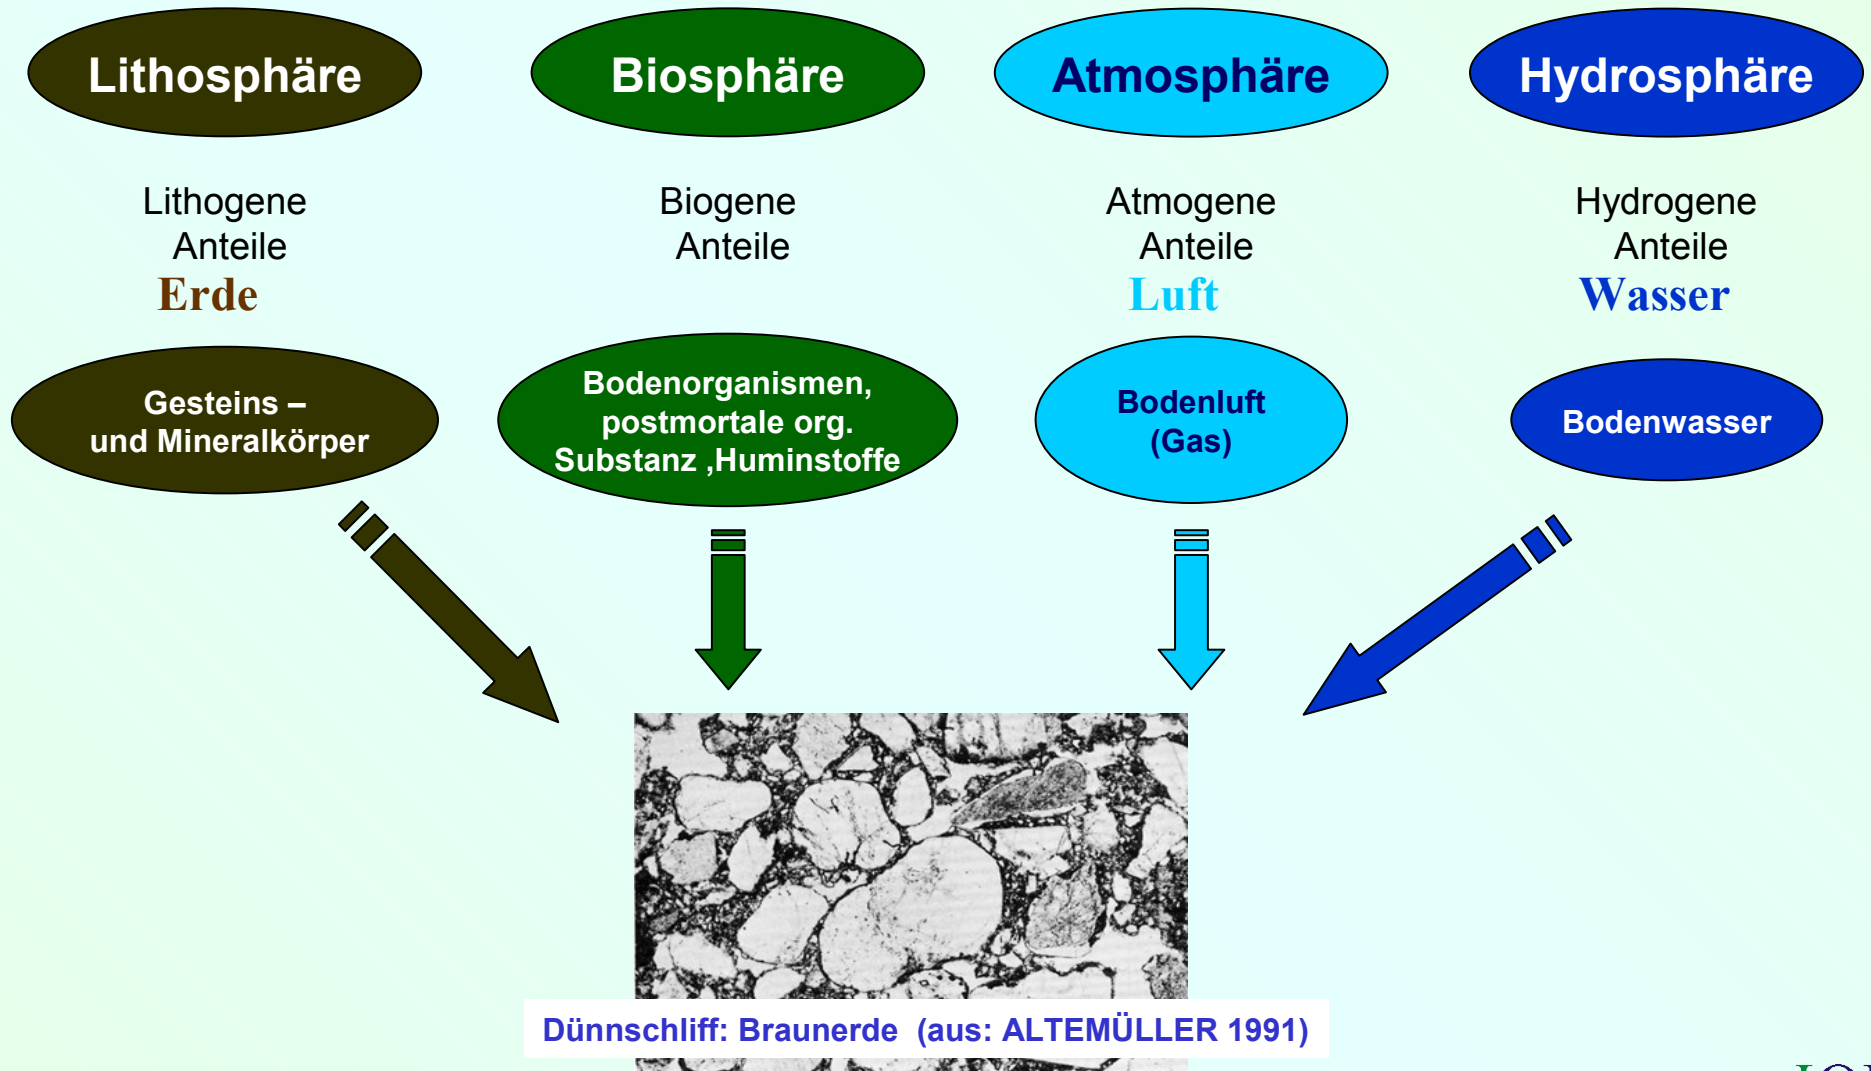 Lithosphäre
Biosphäre
Atmosphäre
Hydrosphäre
Lithogene
Anteile
Erde
Biogene
Anteile
Atmogene
Anteile
Luft
Hydrogene
Anteile
Wasser
Gesteins –
und Mineralkörper
Bodenorganismen,
postmortale org.
Substanz ,Huminstoffe
Bodenluft
(Gas)
Bodenwasser
Dünnschliff: Braunerde (aus: ALTEMÜLLER 1991)